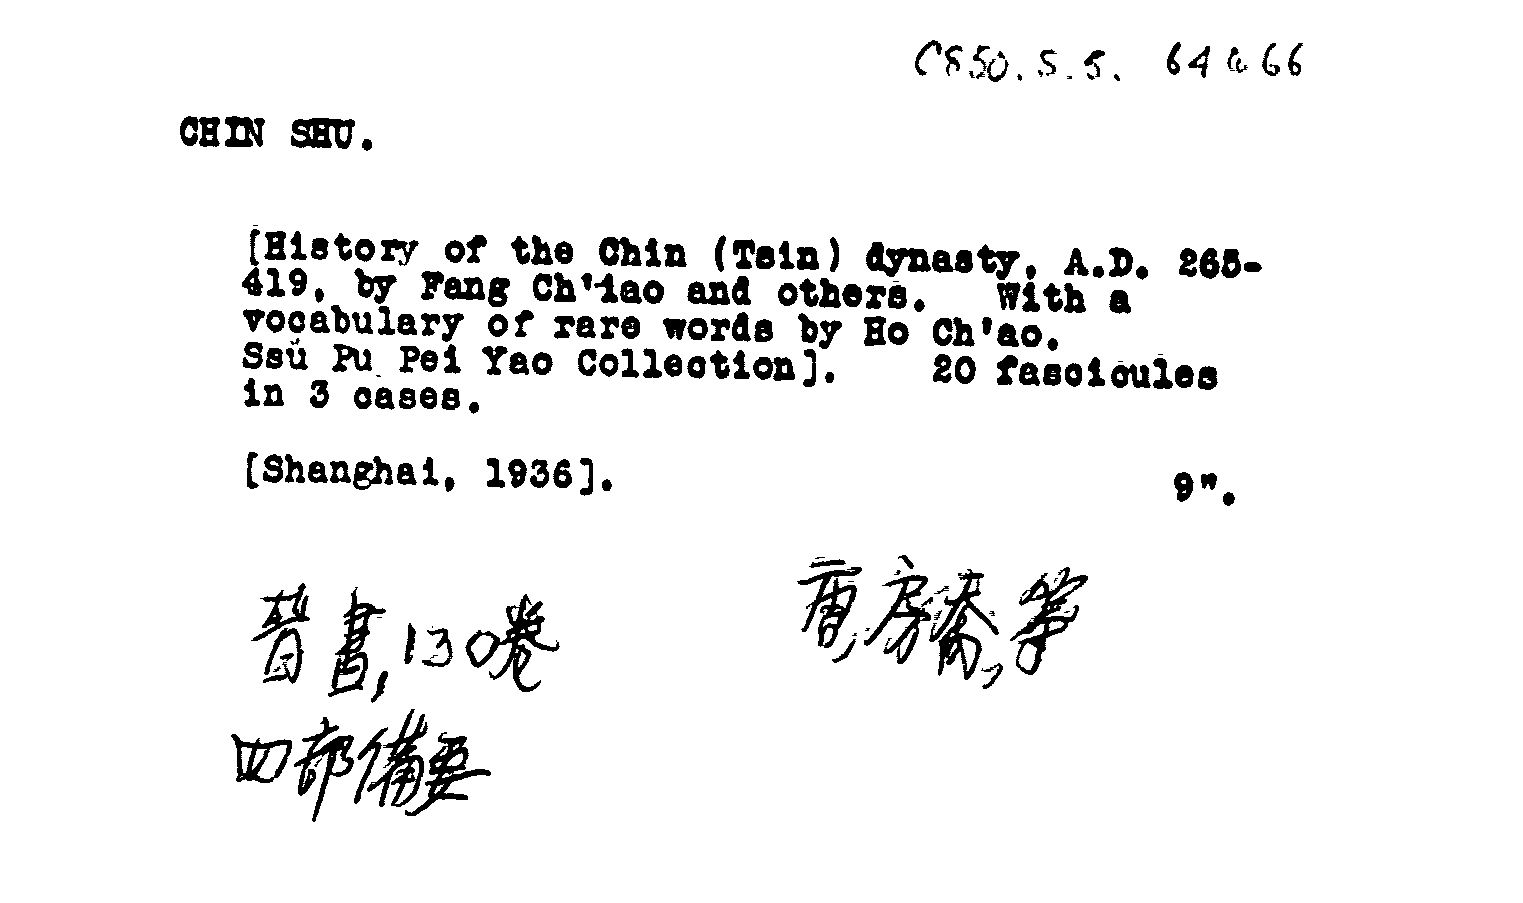 C850.S.5. 64a66
CHIN SHU.
[History of the Chin (Tsin) dynasty, A.D. 265-
419, by Fang Ch'iao and others. With a
vocabulary of rare words by Ho Ch'ao.
Ssŭ Pu Pei Yao Collection]. 20 fascicules
in 3 cases.
[Shanghai, 1936]. 9".
晉書,130卷
唐,房喬,等
四部備要